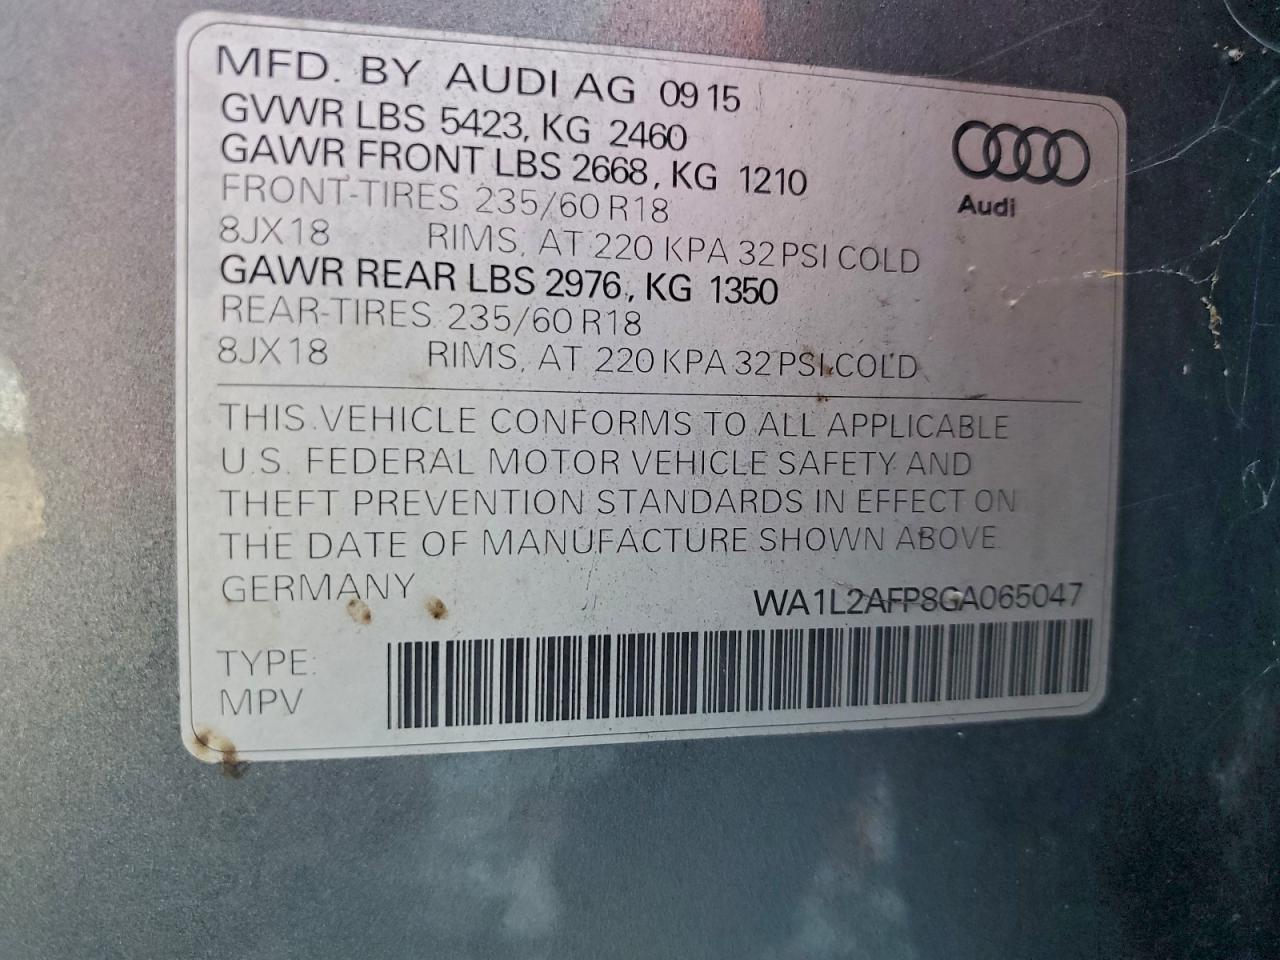 MFD. BY AUDI AG 09 15
GVWR LBS 5423, KG 2460
GAWR FRONT LBS 2668, KG 1210
FRONT-TIRES 235/60 R18
8JX18 RIMS, AT 220 KPA 32 PSI COLD
GAWR REAR LBS 2976, KG 1350
REAR-TIRES 235/60 R18
8JX18 RIMS, AT 220 KPA 32 PSI COLD
Audi
THIS VEHICLE CONFORMS TO ALL APPLICABLE
U.S. FEDERAL MOTOR VEHICLE SAFETY AND
THEFT PREVENTION STANDARDS IN EFFECT ON
THE DATE OF MANUFACTURE SHOWN ABOVE.
GERMANY
WA1L2AFP8GA065047
TYPE:
MPV